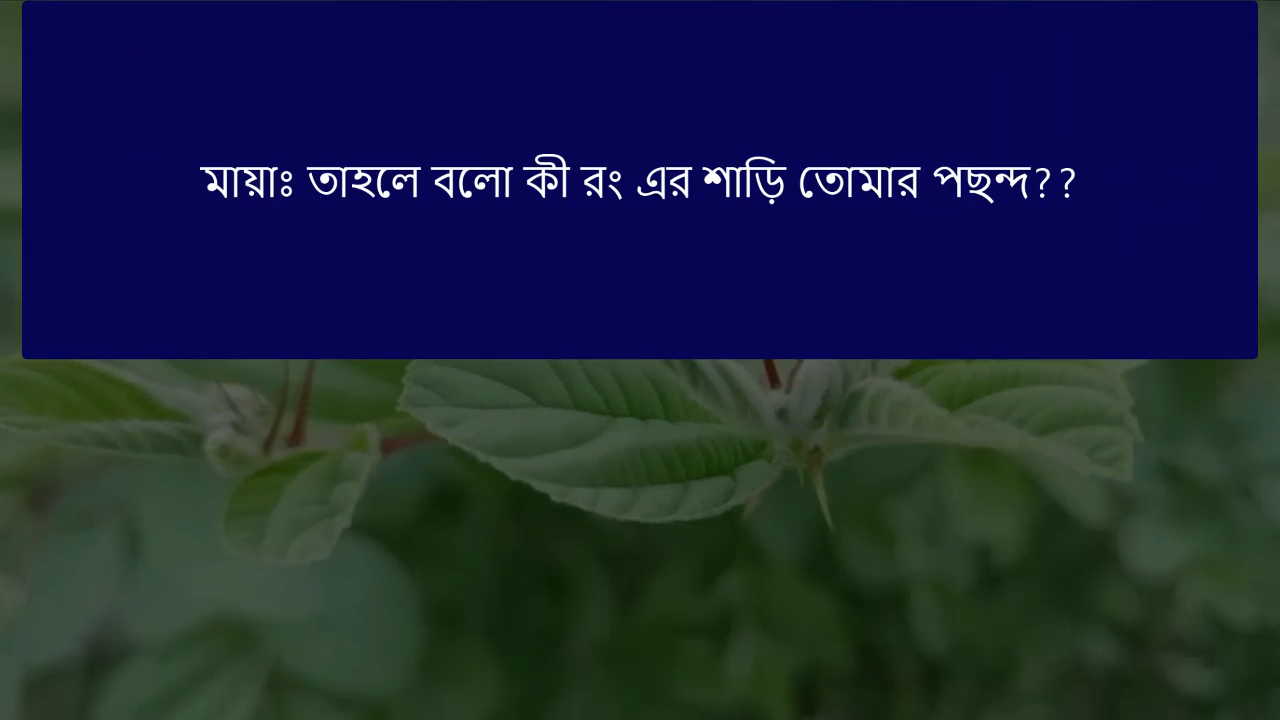 মায়াঃ তাহলে বলো কী রং এর শাড়ি তোমার পছন্দ??